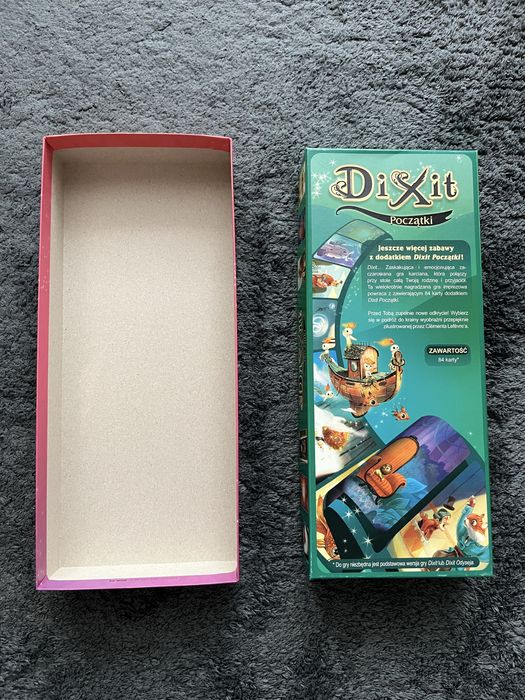 DiXit
Początki
Jeszcze więcej zabawy
z dodatkiem Dixit Początki!
Dixit... Zaskakująca i emocjonująca za-
czarowana gra karciana, która połączy
przy stole całą Twoją rodzinę i przyjaciół.
Ta wielokrotnie nagradzana gra imprezowa
powraca z zawierającym 84 karty dodatkiem
Dixit Początki.
Przed Tobą zupełnie nowe odkrycie! Wybierz
się w podróż do krainy wyobraźni przepięknie
zilustrowanej przez Clémenta Lefèvre'a.
ZAWARTOŚĆ
84 karty*
* Do gry niezbędna jest podstawowa wersja gry Dixit lub Dixit Odyseja.